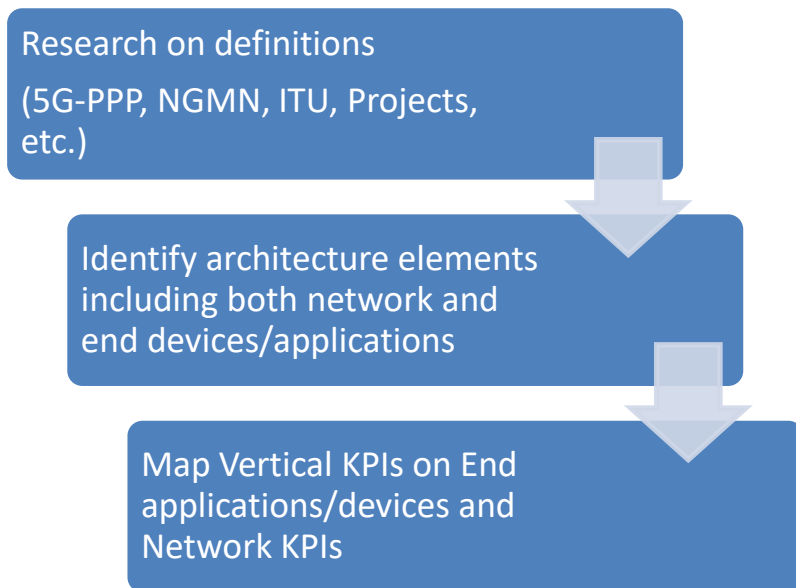 Research on definitions
(5G-PPP, NGMN, ITU, Projects,
etc.)
Identify architecture elements
including both network and
end devices/applications
Map Vertical KPIs on End
applications/devices and
Network KPIs